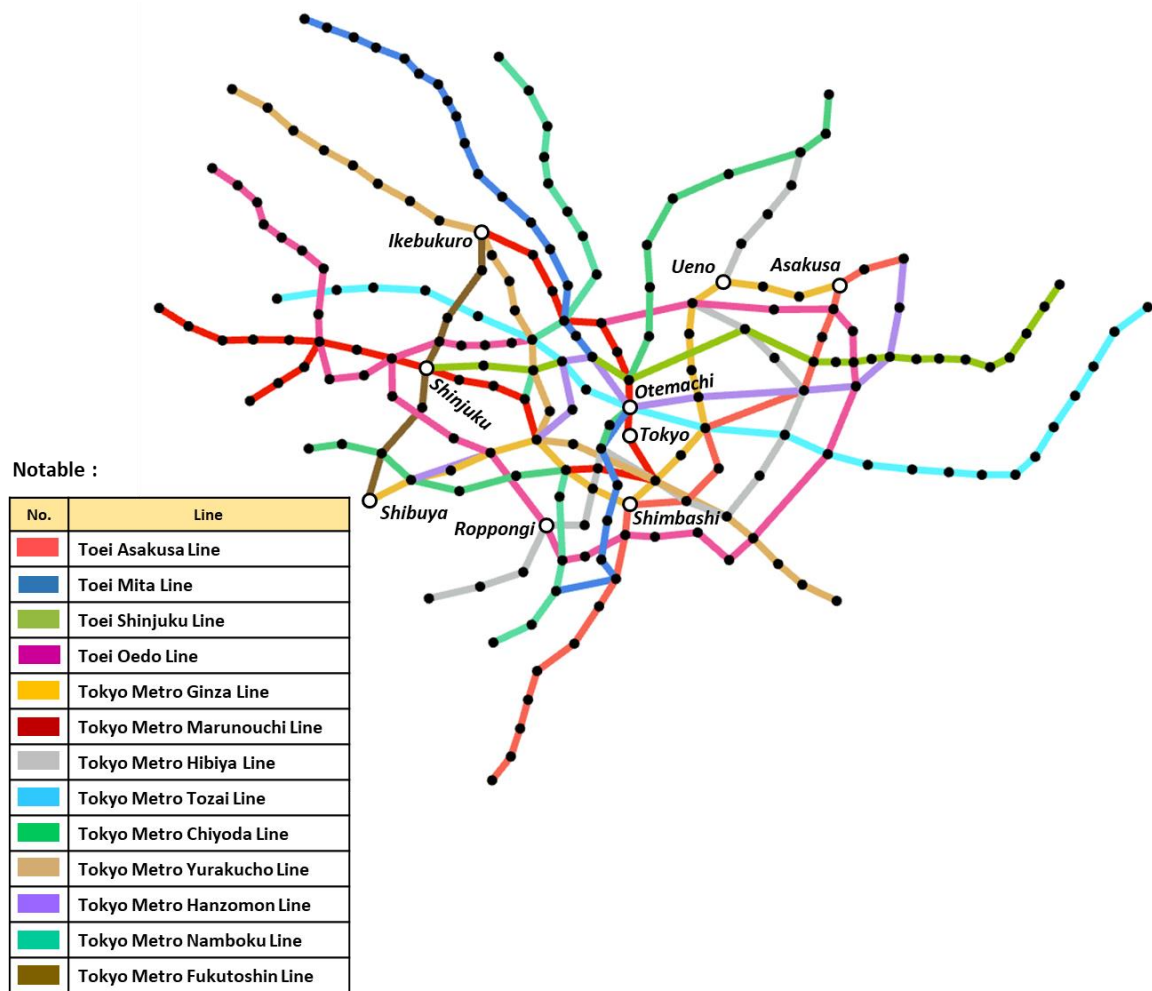 Ikebukuro
Ueno
Asakusa
Otemachi
Shinjuku
Tokyo
Shibuya
Roppongi
Shimbashi
Notable :
No. Line
Toei Asakusa Line
Toei Mita Line
Toei Shinjuku Line
Toei Oedo Line
Tokyo Metro Ginza Line
Tokyo Metro Marunouchi Line
Tokyo Metro Hibiya Line
Tokyo Metro Tozai Line
Tokyo Metro Chiyoda Line
Tokyo Metro Yurakucho Line
Tokyo Metro Hanzomon Line
Tokyo Metro Namboku Line
Tokyo Metro Fukutoshin Line